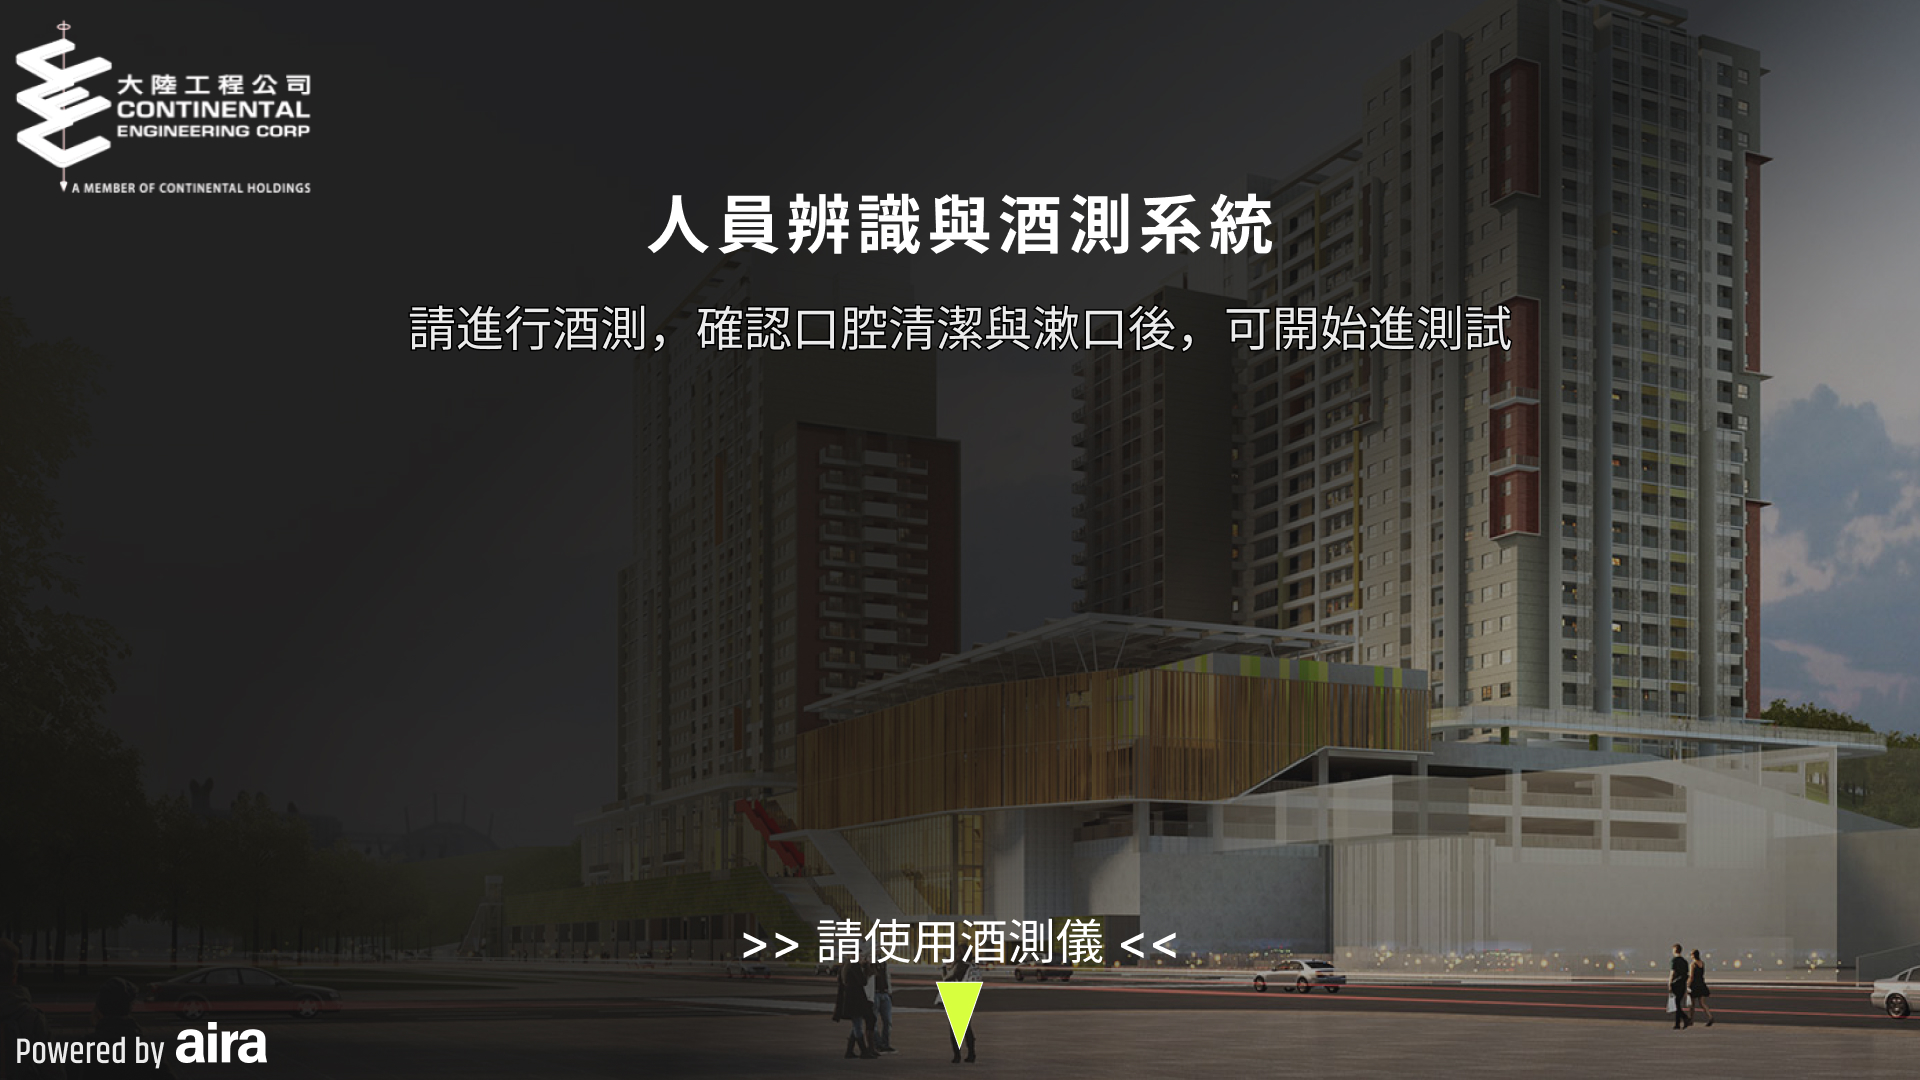 大陸工程公司
CONTINENTAL
ENGINEERING CORP
A MEMBER OF CONTINENTAL HOLDINGS
人員辨識與酒測系統
請進行酒測，確認口腔清潔與漱口後，可開始進測試
>> 請使用酒測儀 <<
Powered by aira